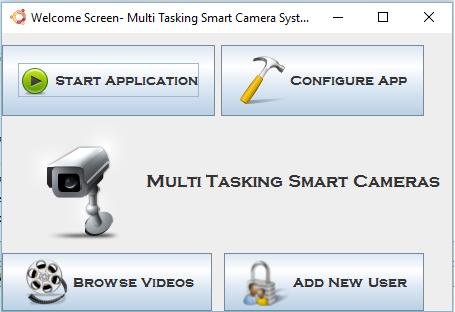 Welcome Screen- Multi Tasking Smart Camera Syst...
Start Application
Configure App
Multi Tasking Smart Cameras
Browse Videos
Add New User